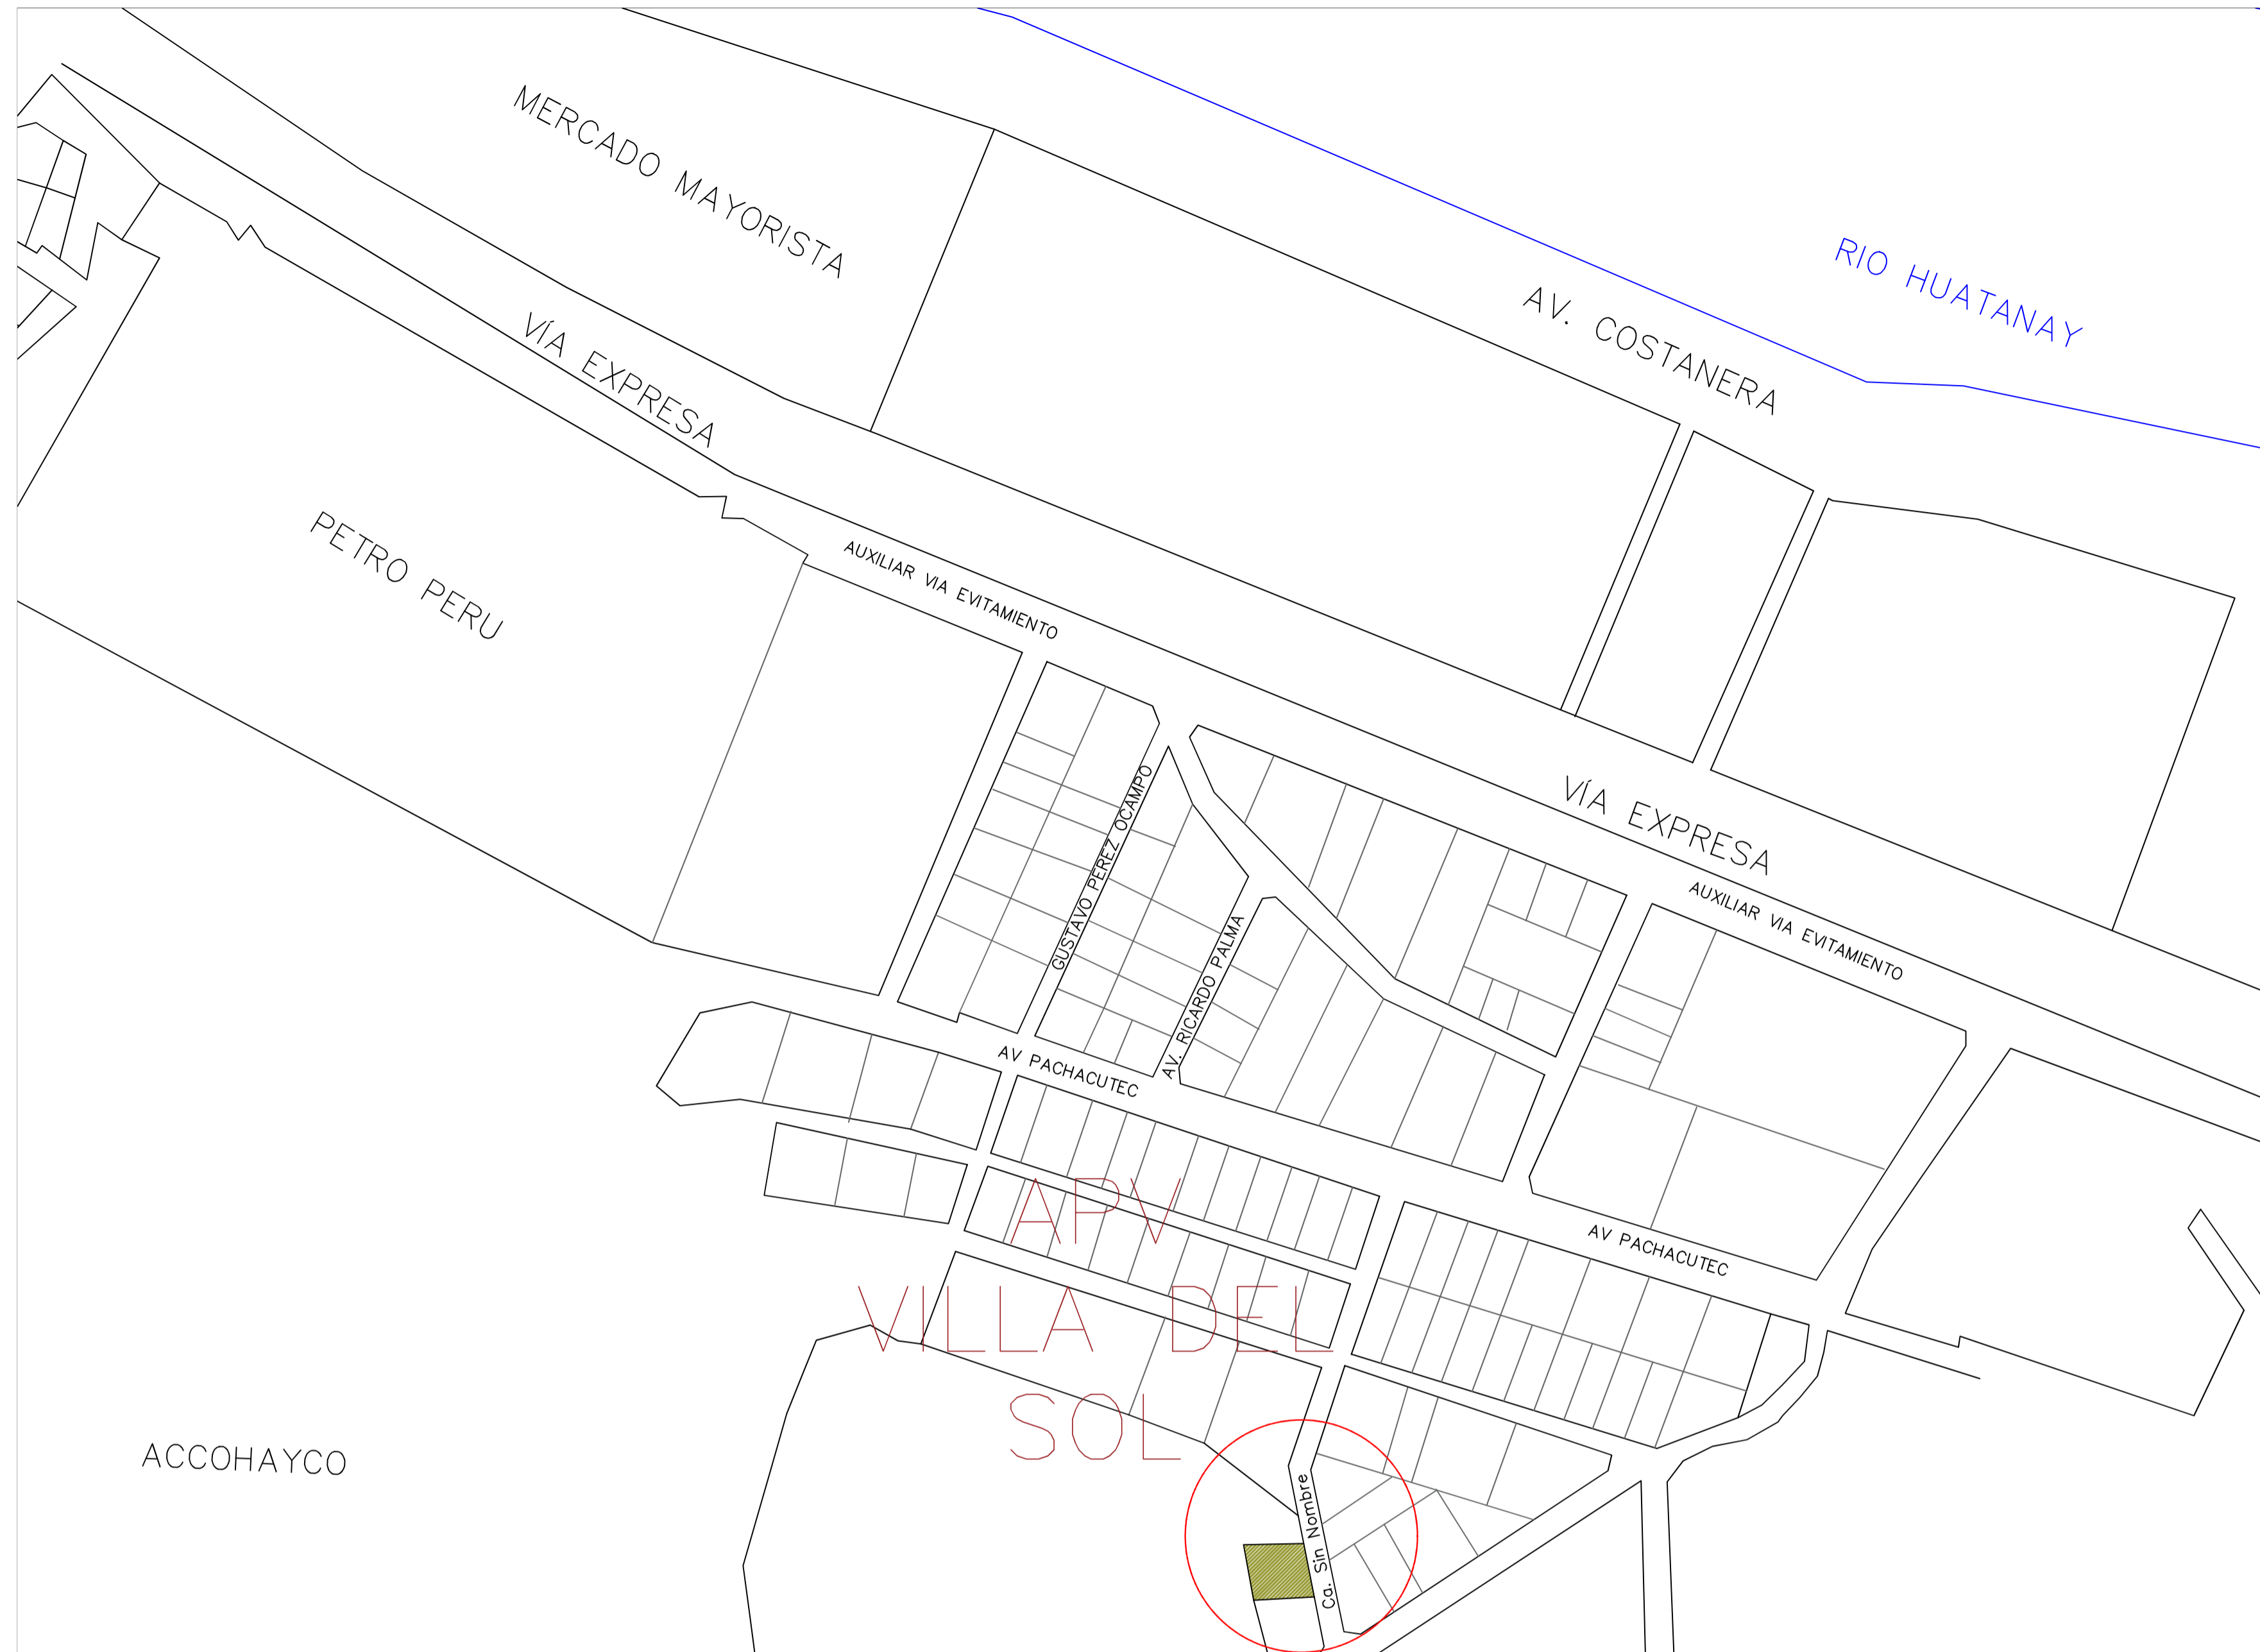 MERCADO MAYORISTA
RIO HUATANAY
AV. COSTANERA
VÍA EXPRESA
PETRO PERU
AUXILIAR VIA EVITAMIENTO
VÍA EXPRESA
GUSTAVO PEREZ OCAMPO
AUXILIAR VIA EVITAMIENTO
AV. RICARDO PALMA
AV PACHACUTEC
AV PACHACUTEC
APV
VILLA DEL
SOL
ACCOHAYCO
Ca. Sin Nombre